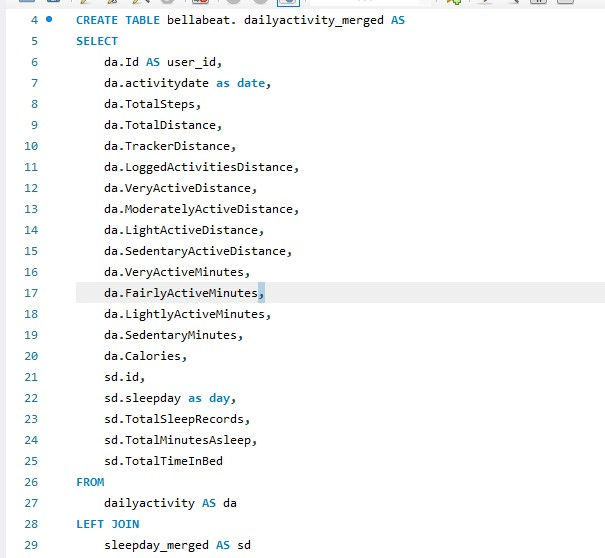 4 CREATE TABLE bellabeat. dailyactivity_merged AS
5 SELECT
6 da.Id AS user_id,
7 da.activitydate as date,
8 da.TotalSteps,
9 da.TotalDistance,
10 da.TrackerDistance,
11 da.LoggedActivitiesDistance,
12 da.VeryActiveDistance,
13 da.ModeratelyActiveDistance,
14 da.LightActiveDistance,
15 da.SedentaryActiveDistance,
16 da.VeryActiveMinutes,
17 da.FairlyActiveMinutes,
18 da.LightlyActiveMinutes,
19 da.SedentaryMinutes,
20 da.Calories,
21 sd.id,
22 sd.sleepday as day,
23 sd.TotalSleepRecords,
24 sd.TotalMinutesAsleep,
25 sd.TotalTimeInBed
26 FROM
27 dailyactivity AS da
28 LEFT JOIN
29 sleepday_merged AS sd